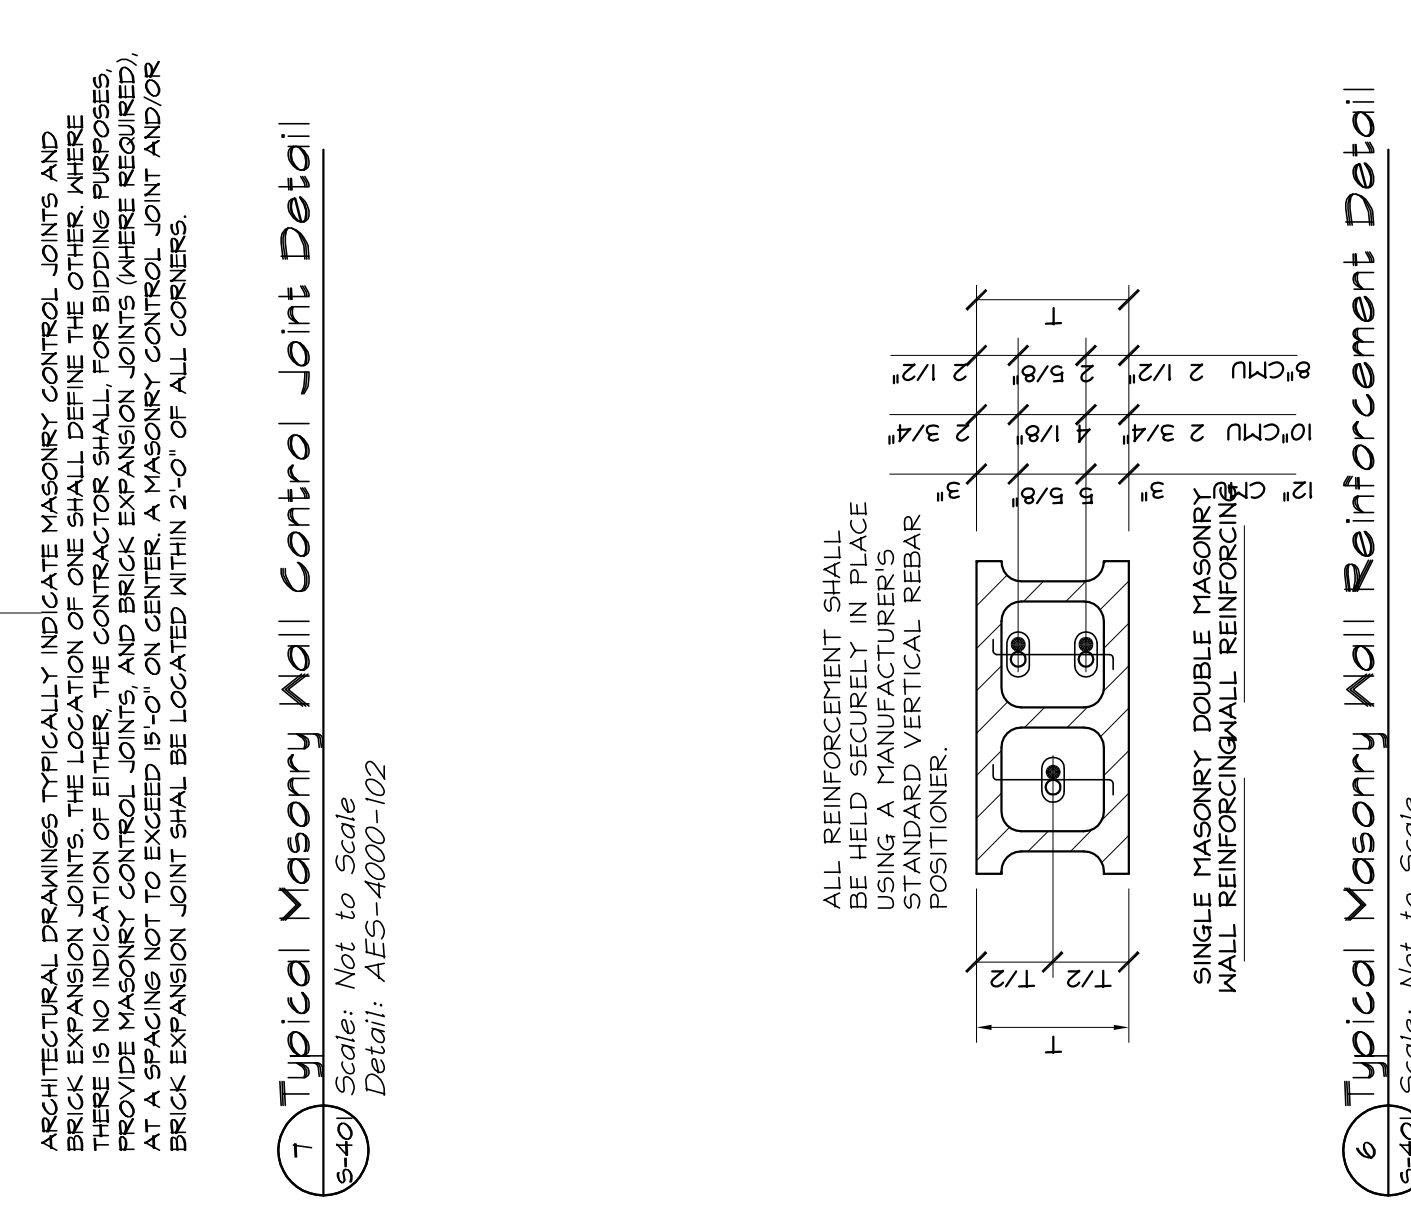 ARCHITECTURAL DRAWINGS TYPICALLY INDICATE MASONRY CONTROL JOINTS AND
BRICK EXPANSION JOINTS. THE LOCATION OF ONE SHALL DEFINE THE OTHER. WHERE
THERE IS NO INDICATION OF EITHER, THE CONTRACTOR SHALL, FOR BIDDING PURPOSES,
PROVIDE MASONRY CONTROL JOINTS, AND BRICK EXPANSION JOINTS (WHERE REQUIRED),
AT A SPACING NOT TO EXCEED 15'-0" ON CENTER. A MASONRY CONTROL JOINT AND/OR
BRICK EXPANSION JOINT SHAL BE LOCATED WITHIN 2'-0" OF ALL CORNERS.
7
S-401
Typical Masonry Wall Control Joint Detail
Scale: Not to Scale
Detail: AES-4000-102
ALL REINFORCEMENT SHALL
BE HELD SECURELY IN PLACE
USING A MANUFACTURER'S
STANDARD VERTICAL REBAR
POSITIONER.
T
8"CMU 2 1/2" 2 5/8" 2 1/2"
10"CMU 2 3/4" 4 1/8" 2 3/4"
12" CMU 3" 5 5/8" 3"
T/2 T/2
T
SINGLE MASONRY
WALL REINFORCING
DOUBLE MASONRY
WALL REINFORCING
6
S-401
Typical Masonry Wall Reinforcement Detail
Scale: Not to Scale